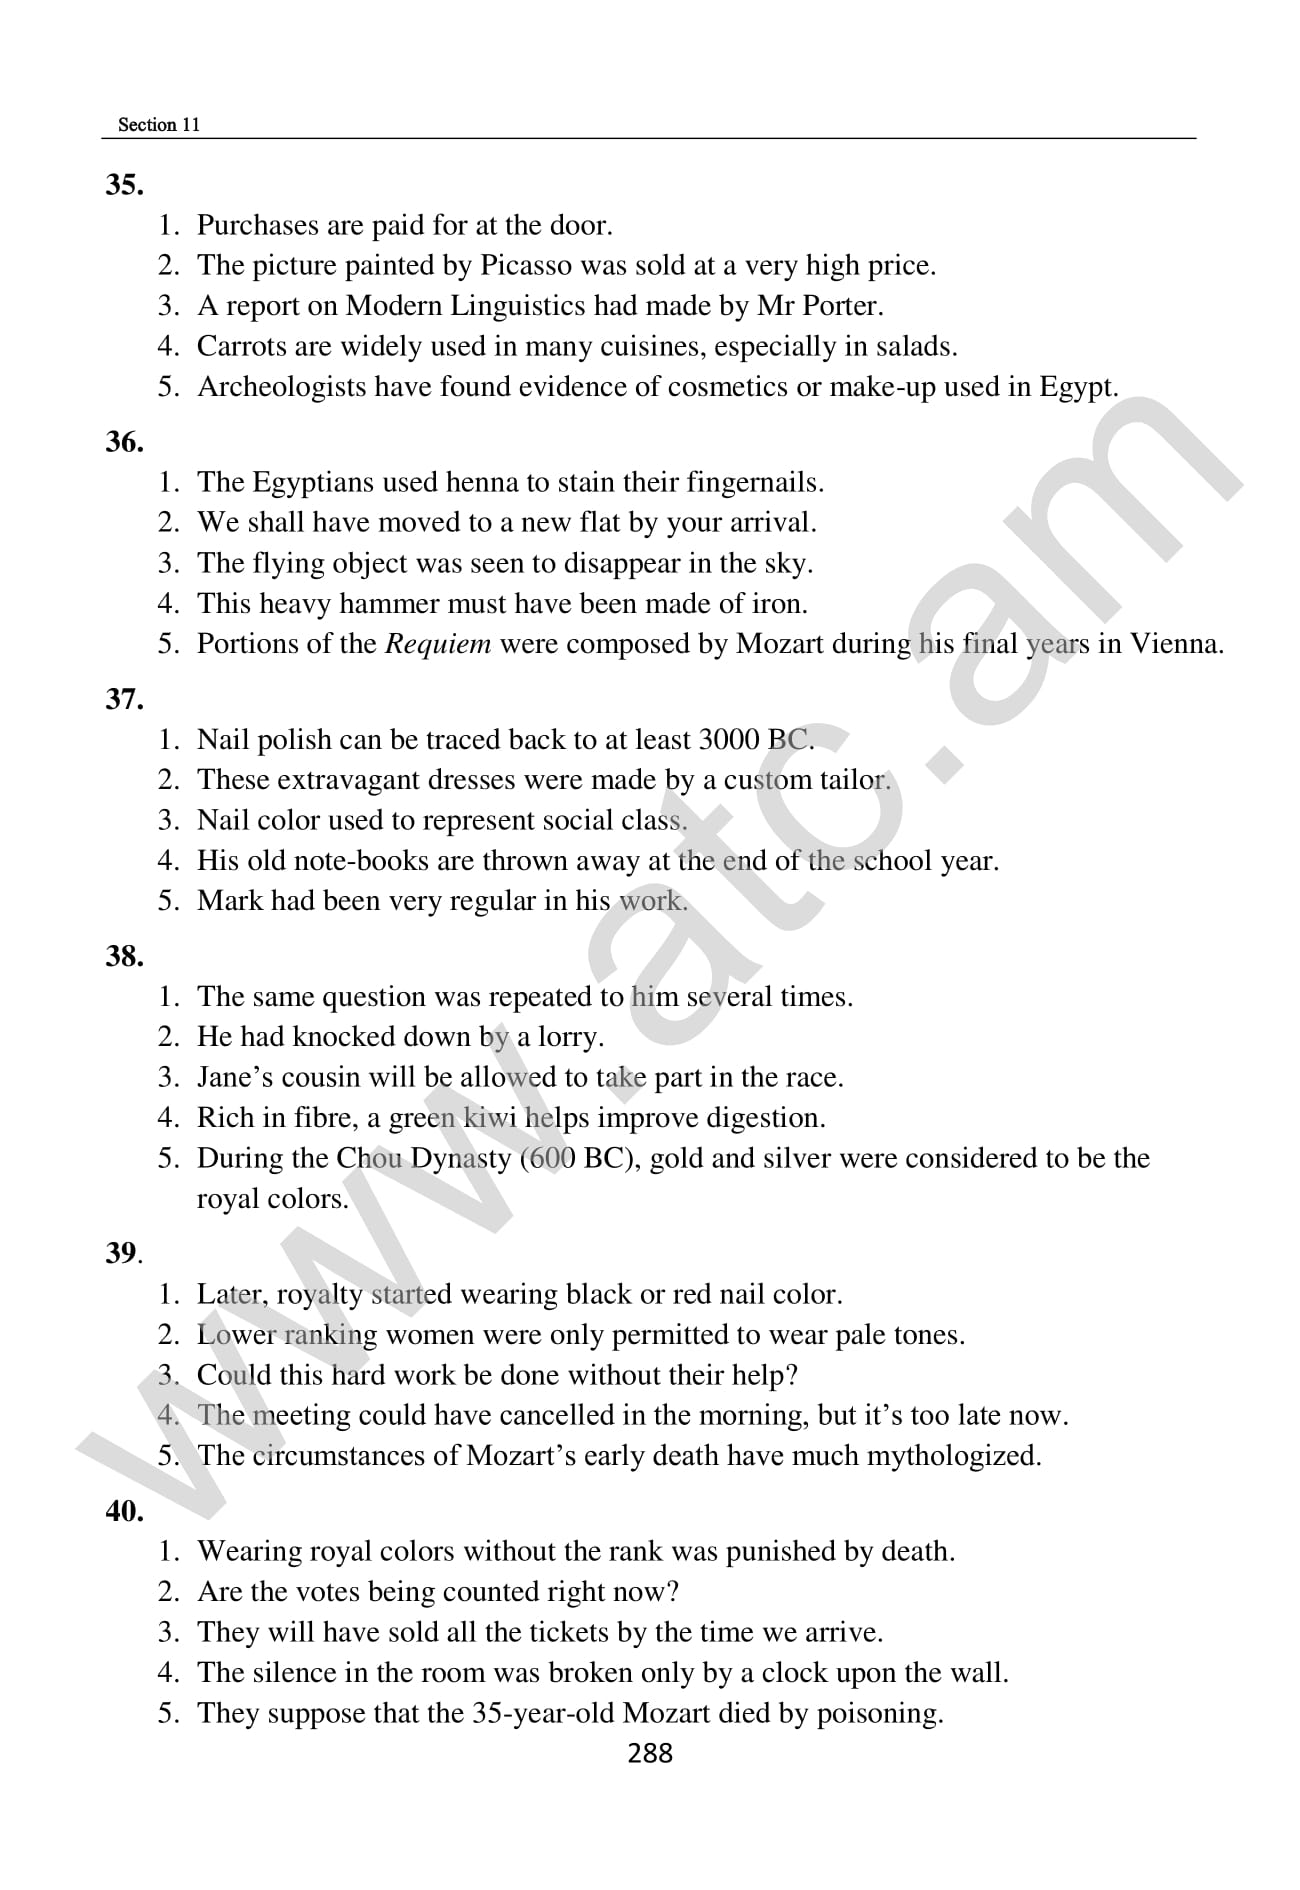 Section 11
35.
1. Purchases are paid for at the door.
2. The picture painted by Picasso was sold at a very high price.
3. A report on Modern Linguistics had made by Mr Porter.
4. Carrots are widely used in many cuisines, especially in salads.
5. Archeologists have found evidence of cosmetics or make-up used in Egypt.
36.
1. The Egyptians used henna to stain their fingernails.
2. We shall have moved to a new flat by your arrival.
3. The flying object was seen to disappear in the sky.
4. This heavy hammer must have been made of iron.
5. Portions of the Requiem were composed by Mozart during his final years in Vienna.
37.
1. Nail polish can be traced back to at least 3000 BC.
2. These extravagant dresses were made by a custom tailor.
3. Nail color used to represent social class.
4. His old note-books are thrown away at the end of the school year.
5. Mark had been very regular in his work.
38.
1. The same question was repeated to him several times.
2. He had knocked down by a lorry.
3. Jane’s cousin will be allowed to take part in the race.
4. Rich in fibre, a green kiwi helps improve digestion.
5. During the Chou Dynasty (600 BC), gold and silver were considered to be the
royal colors.
39.
1. Later, royalty started wearing black or red nail color.
2. Lower ranking women were only permitted to wear pale tones.
3. Could this hard work be done without their help?
4. The meeting could have cancelled in the morning, but it’s too late now.
5. The circumstances of Mozart’s early death have much mythologized.
40.
1. Wearing royal colors without the rank was punished by death.
2. Are the votes being counted right now?
3. They will have sold all the tickets by the time we arrive.
4. The silence in the room was broken only by a clock upon the wall.
5. They suppose that the 35-year-old Mozart died by poisoning.
288
www.atc.am